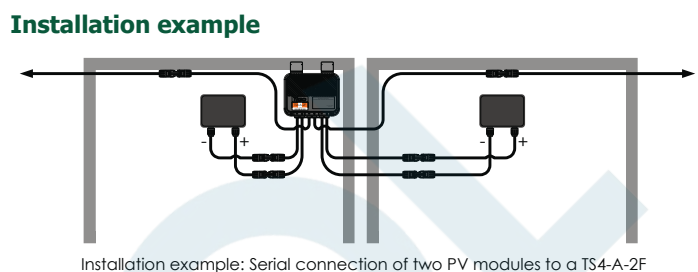 Installation example
- +
- +
Installation example: Serial connection of two PV modules to a TS4-A-2F